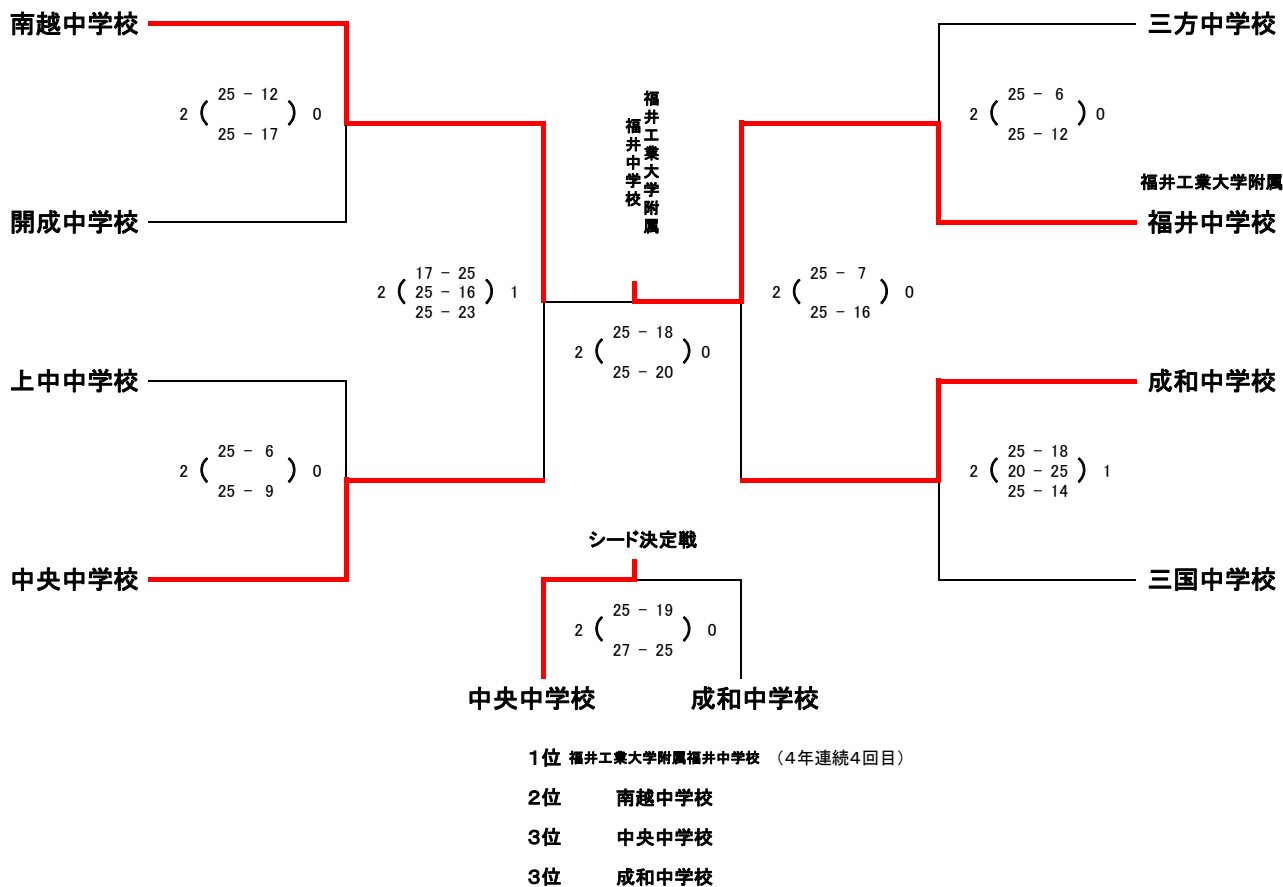 南越中学校
三方中学校
2 ( 25 - 12 ) 0
25 - 17
福井工業大学附属
福井中学校
2 ( 25 - 6 ) 0
25 - 12
福井工業大学附属
開成中学校
福井中学校
2 ( 17 - 25
25 - 16 ) 1
25 - 23
2 ( 25 - 7 ) 0
25 - 16
2 ( 25 - 18 ) 0
25 - 20
上中中学校
成和中学校
2 ( 25 - 6 ) 0
25 - 9
2 ( 25 - 18
20 - 25 ) 1
25 - 14
シード決定戦
中央中学校
三国中学校
2 ( 25 - 19 ) 0
27 - 25
中央中学校
成和中学校
1位 福井工業大学附属福井中学校 （4年連続4回目）
2位 南越中学校
3位 中央中学校
3位 成和中学校